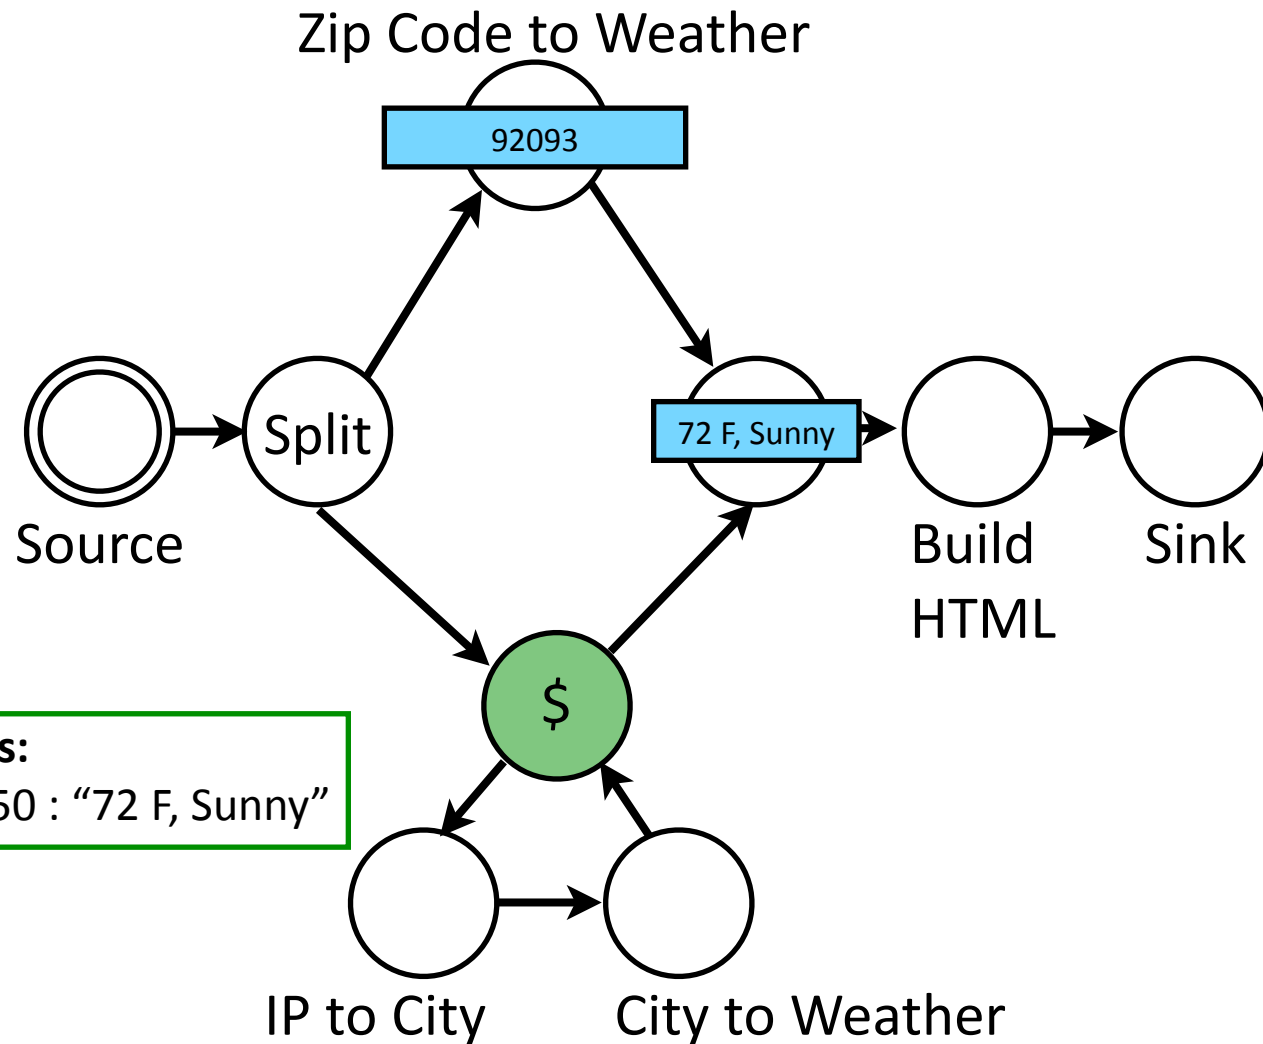 Zip Code to Weather
92093
Split
72 F, Sunny
Source
Build
HTML
Sink
$
s:
50 : “72 F, Sunny”
IP to City
City to Weather